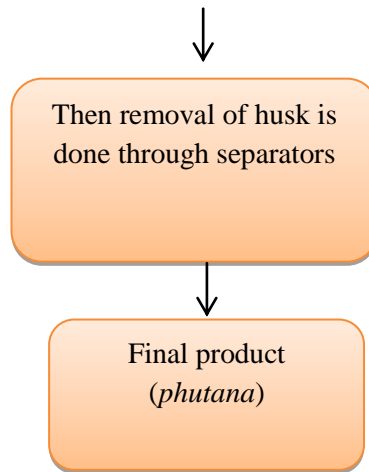 Then removal of husk is
done through separators
Final product
(phutana)